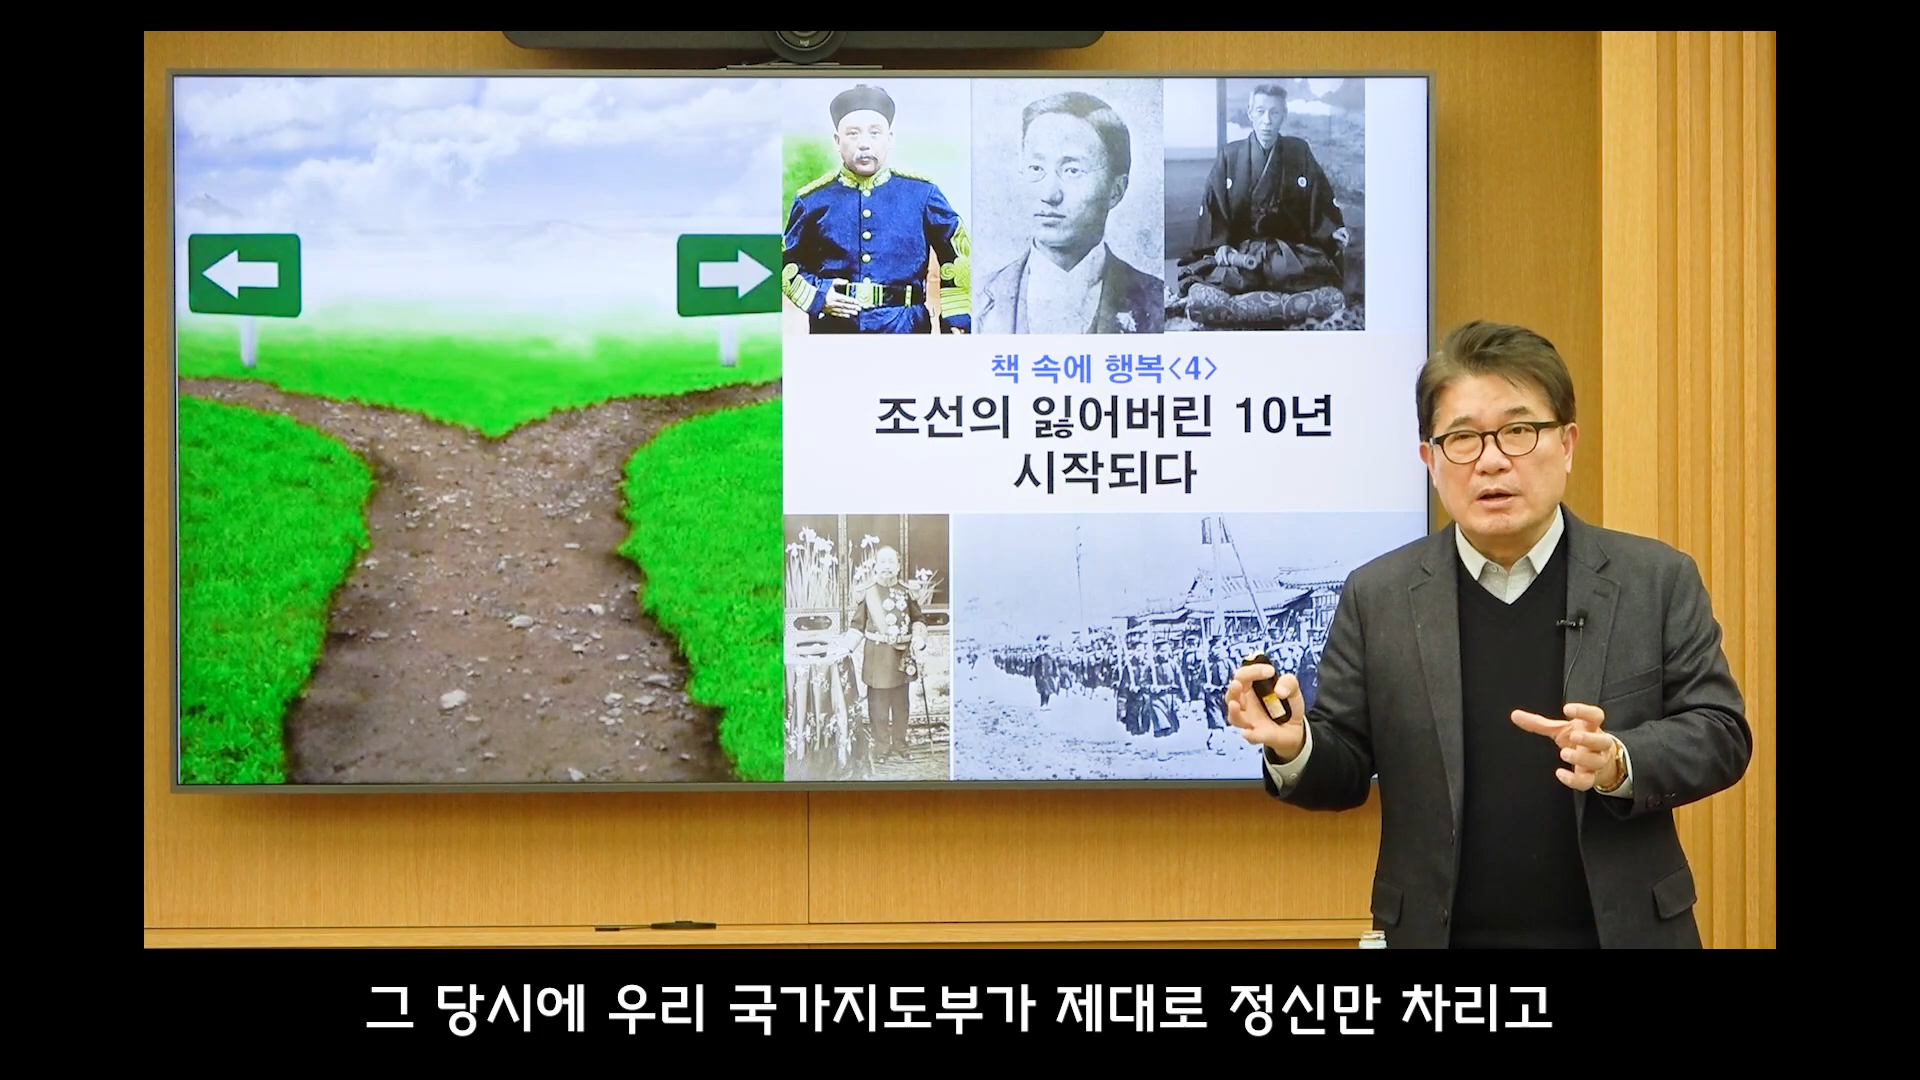 책 속에 행복<4>
조선의 잃어버린 10년
시작되다
그 당시에 우리 국가지도부가 제대로 정신만 차리고